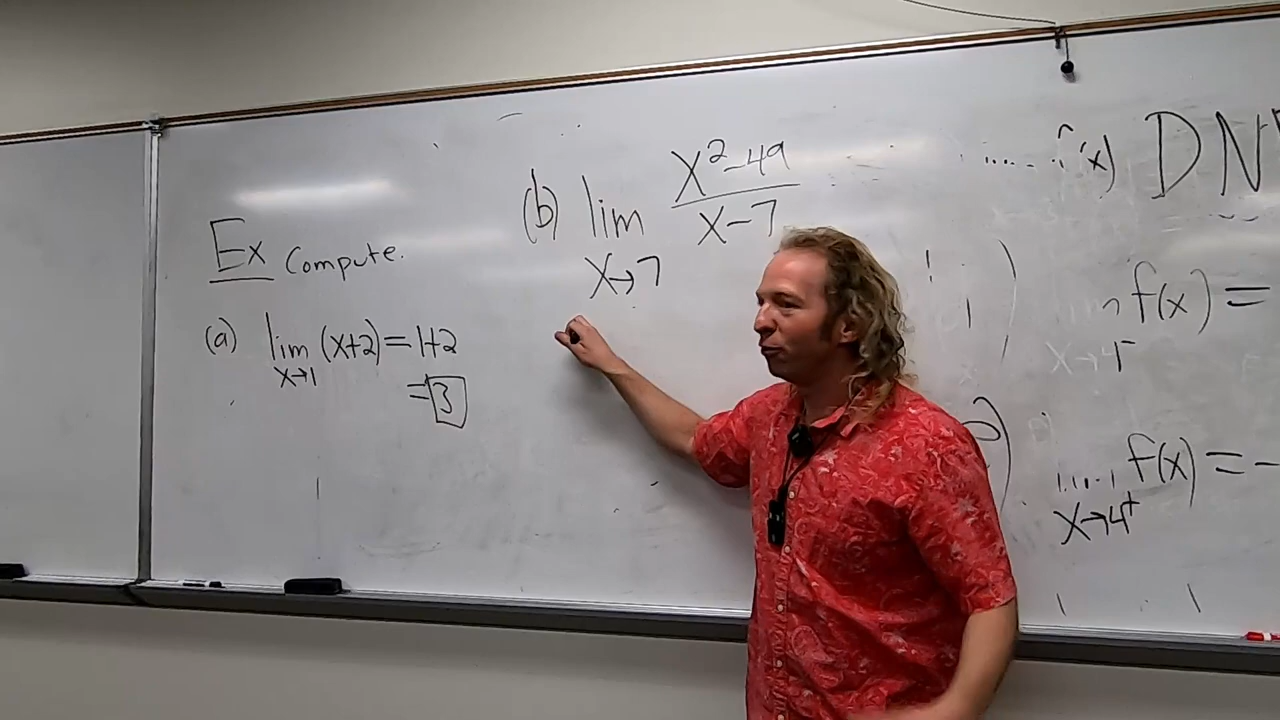 Ex Compute.
(a) lim (x+2) = 1+2
x→1
= 3
(b) lim x²-49
x-7
x→7
(x) DN
f(x) =
x→4⁻
f(x) = -
x→4⁺